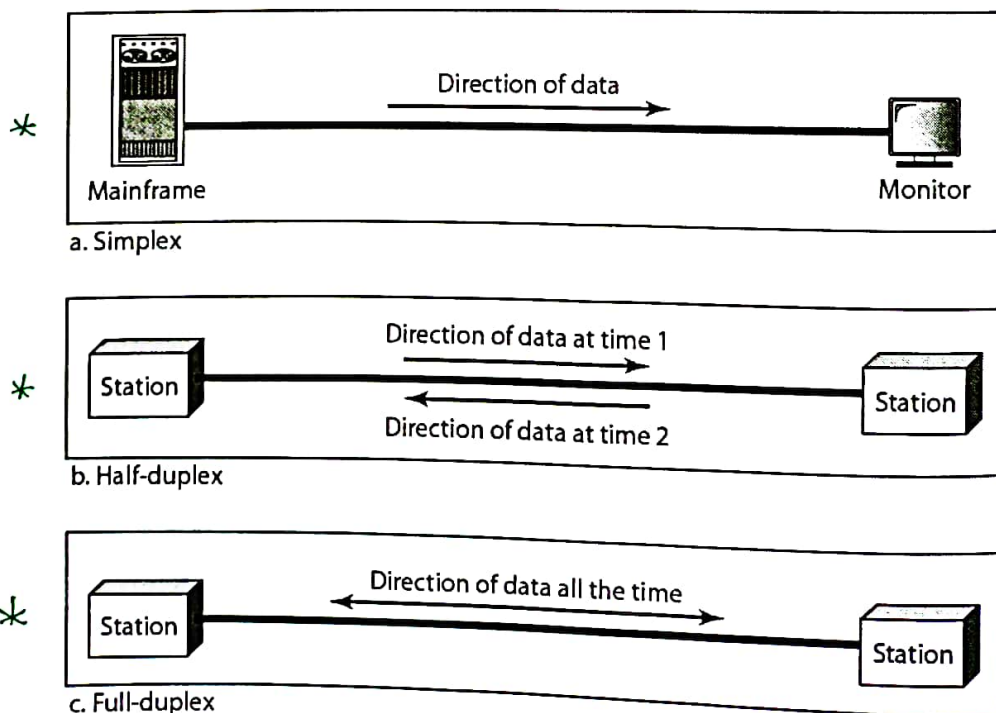 Direction of data
Mainframe
Monitor
a. Simplex
Direction of data at time 1
Station
Station
Direction of data at time 2
b. Half-duplex
Direction of data all the time
Station
Station
c. Full-duplex